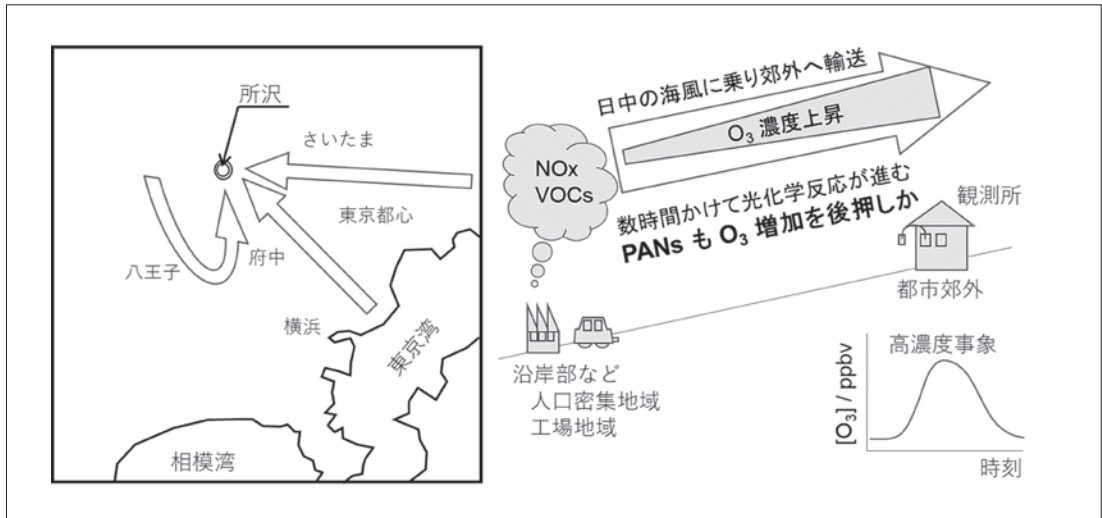 所沢
さいたま
東京都心
府中
八王子
横浜
東京湾
相模湾
日中の海風に乗り郊外へ輸送
O₃ 濃度上昇
NOx
VOCs
数時間かけて光化学反応が進む
PANs も O₃ 増加を後押しか
観測所
都市郊外
沿岸部など
人口密集地域
工場地域
高濃度事象
[O₃] / ppbv
時刻